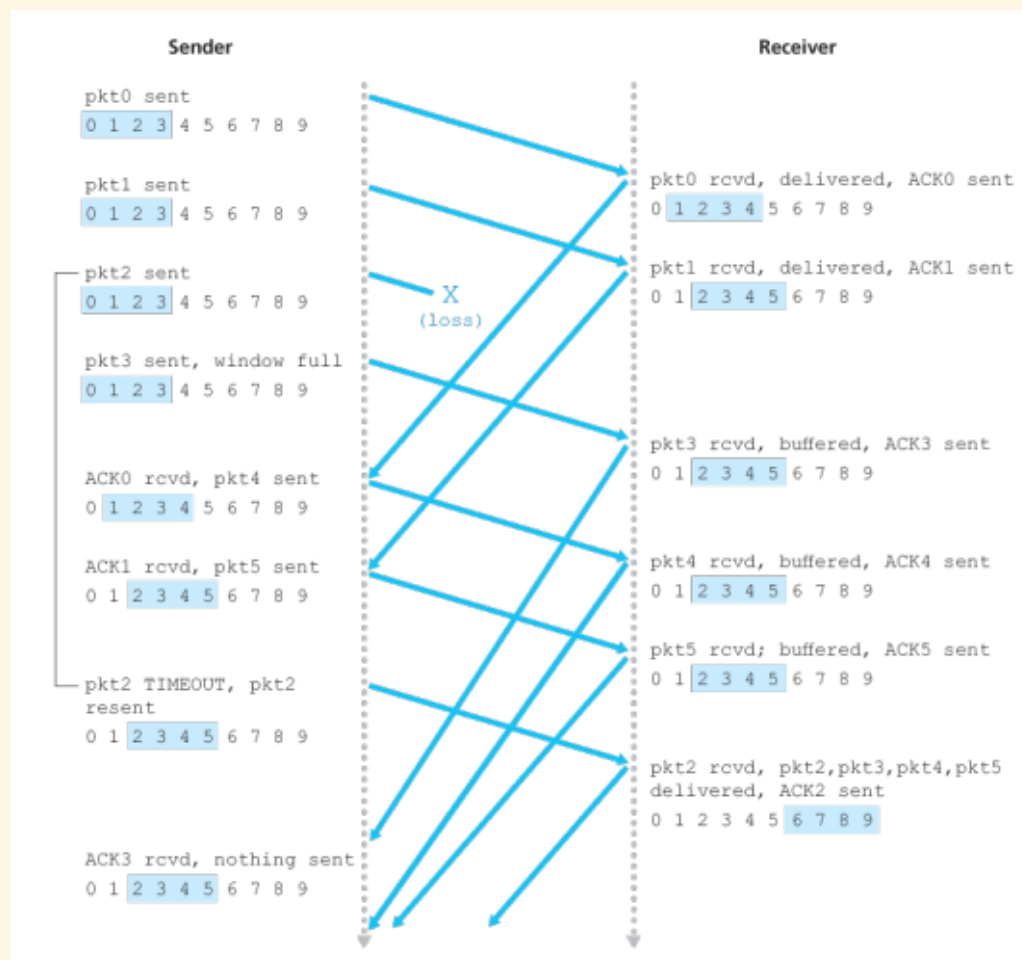 Sender
pkt0 sent
0 1 2 3 4 5 6 7 8 9
pkt1 sent
0 1 2 3 4 5 6 7 8 9
pkt2 sent
0 1 2 3 4 5 6 7 8 9
pkt3 sent, window full
0 1 2 3 4 5 6 7 8 9
ACK0 rcvd, pkt4 sent
0 1 2 3 4 5 6 7 8 9
ACK1 rcvd, pkt5 sent
0 1 2 3 4 5 6 7 8 9
pkt2 TIMEOUT, pkt2
resent
0 1 2 3 4 5 6 7 8 9
ACK3 rcvd, nothing sent
0 1 2 3 4 5 6 7 8 9
X
(loss)
Receiver
pkt0 rcvd, delivered, ACK0 sent
0 1 2 3 4 5 6 7 8 9
pkt1 rcvd, delivered, ACK1 sent
0 1 2 3 4 5 6 7 8 9
pkt3 rcvd, buffered, ACK3 sent
0 1 2 3 4 5 6 7 8 9
pkt4 rcvd, buffered, ACK4 sent
0 1 2 3 4 5 6 7 8 9
pkt5 rcvd; buffered, ACK5 sent
0 1 2 3 4 5 6 7 8 9
pkt2 rcvd, pkt2,pkt3,pkt4,pkt5
delivered, ACK2 sent
0 1 2 3 4 5 6 7 8 9